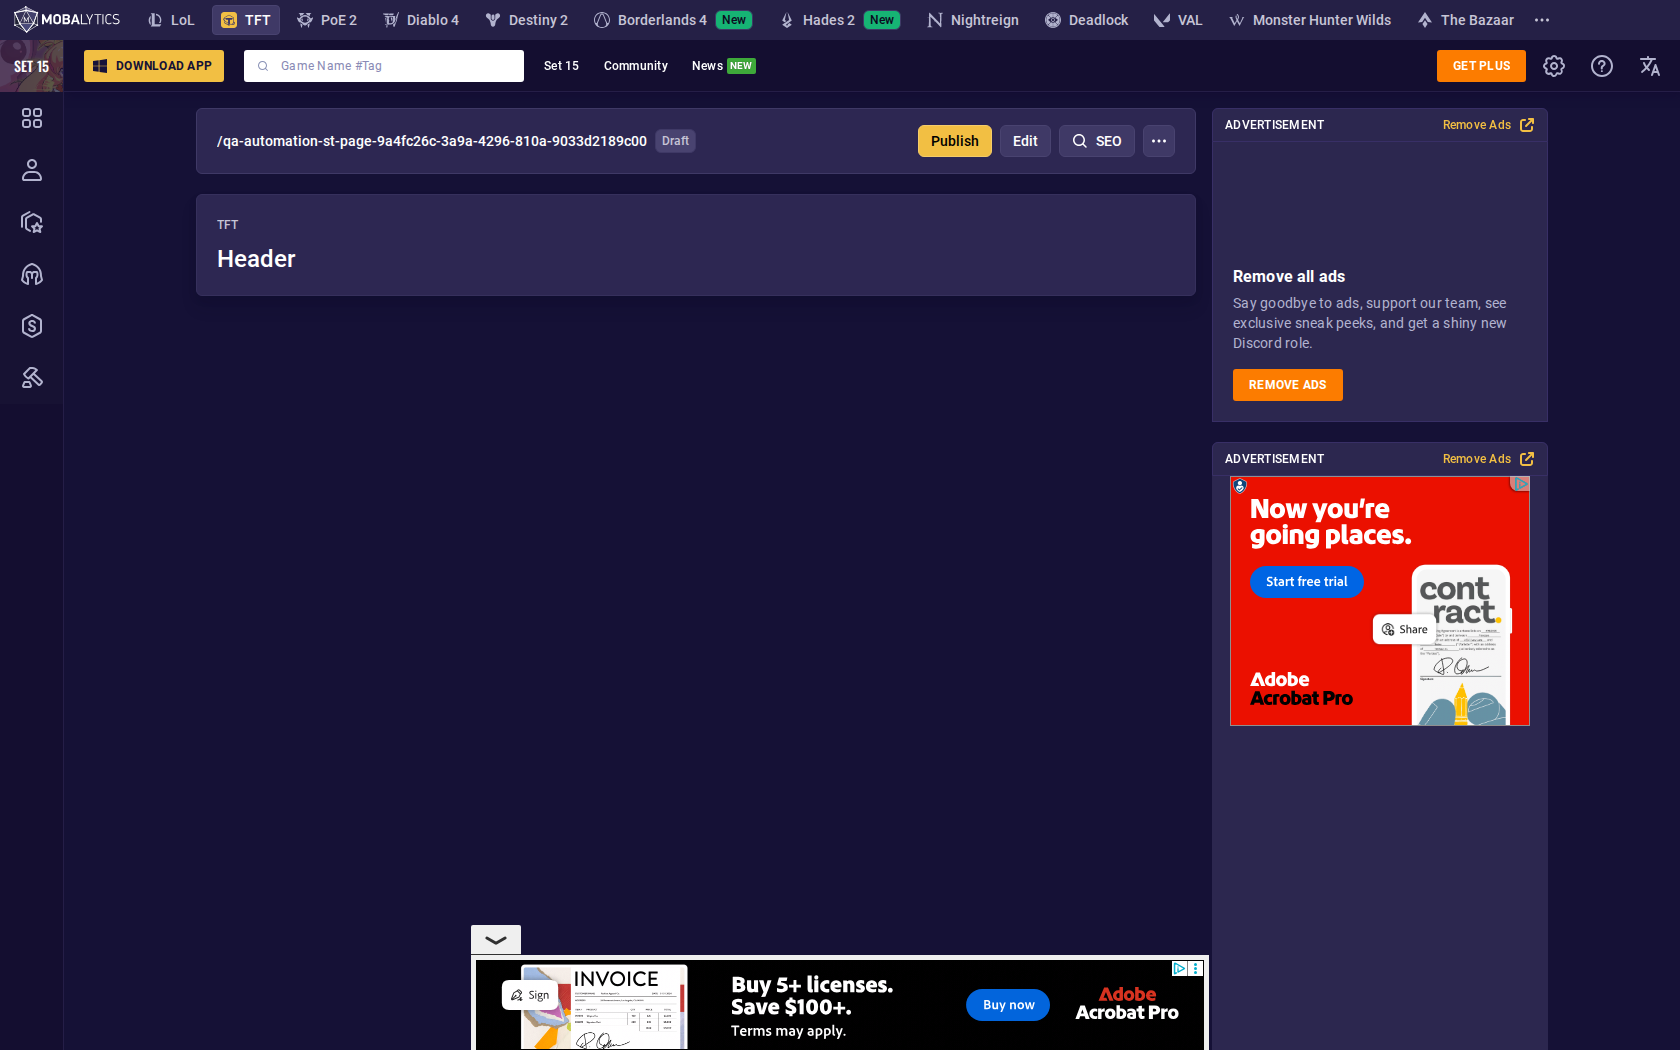 MOBALYTICS
LoL
TFT
PoE 2
Diablo 4
Destiny 2
Borderlands 4 New
Hades 2 New
Nightreign
Deadlock
VAL
Monster Hunter Wilds
The Bazaar
SET 15
DOWNLOAD APP
Game Name #Tag
Set 15
Community
News NEW
GET PLUS
/qa-automation-st-page-9a4fc26c-3a9a-4296-810a-9033d2189c00 Draft
Publish
Edit
SEO
TFT
Header
ADVERTISEMENT
Remove Ads
Remove all ads
Say goodbye to ads, support our team, see
exclusive sneak peeks, and get a shiny new
Discord role.
REMOVE ADS
ADVERTISEMENT
Remove Ads
Now you're
going places.
Start free trial
cont
ract.
Share
Adobe
Acrobat Pro
INVOICE
Sign
Buy 5+ licenses.
Save $100+.
Terms may apply.
Buy now
Adobe
Acrobat Pro